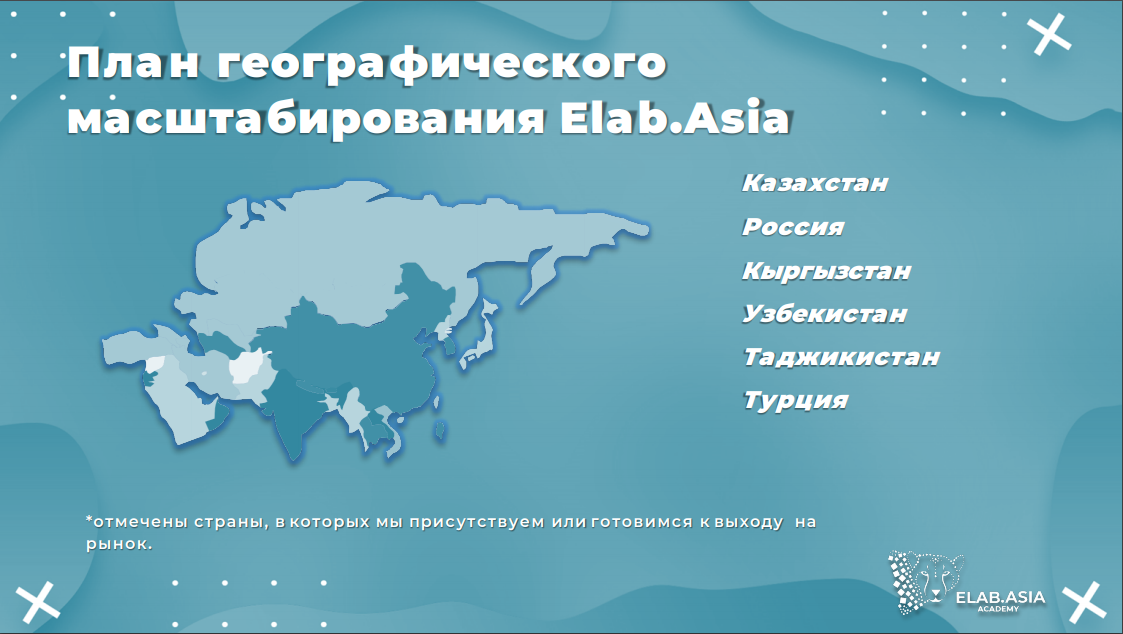 План географического
масштабирования Elab.Asia
Казахстан
Россия
Кыргызстан
Узбекистан
Таджикистан
Турция
*отмечены страны, в которых мы присутствуем или готовимся к выходу на
рынок.
ELAB.ASIA
ACADEMY